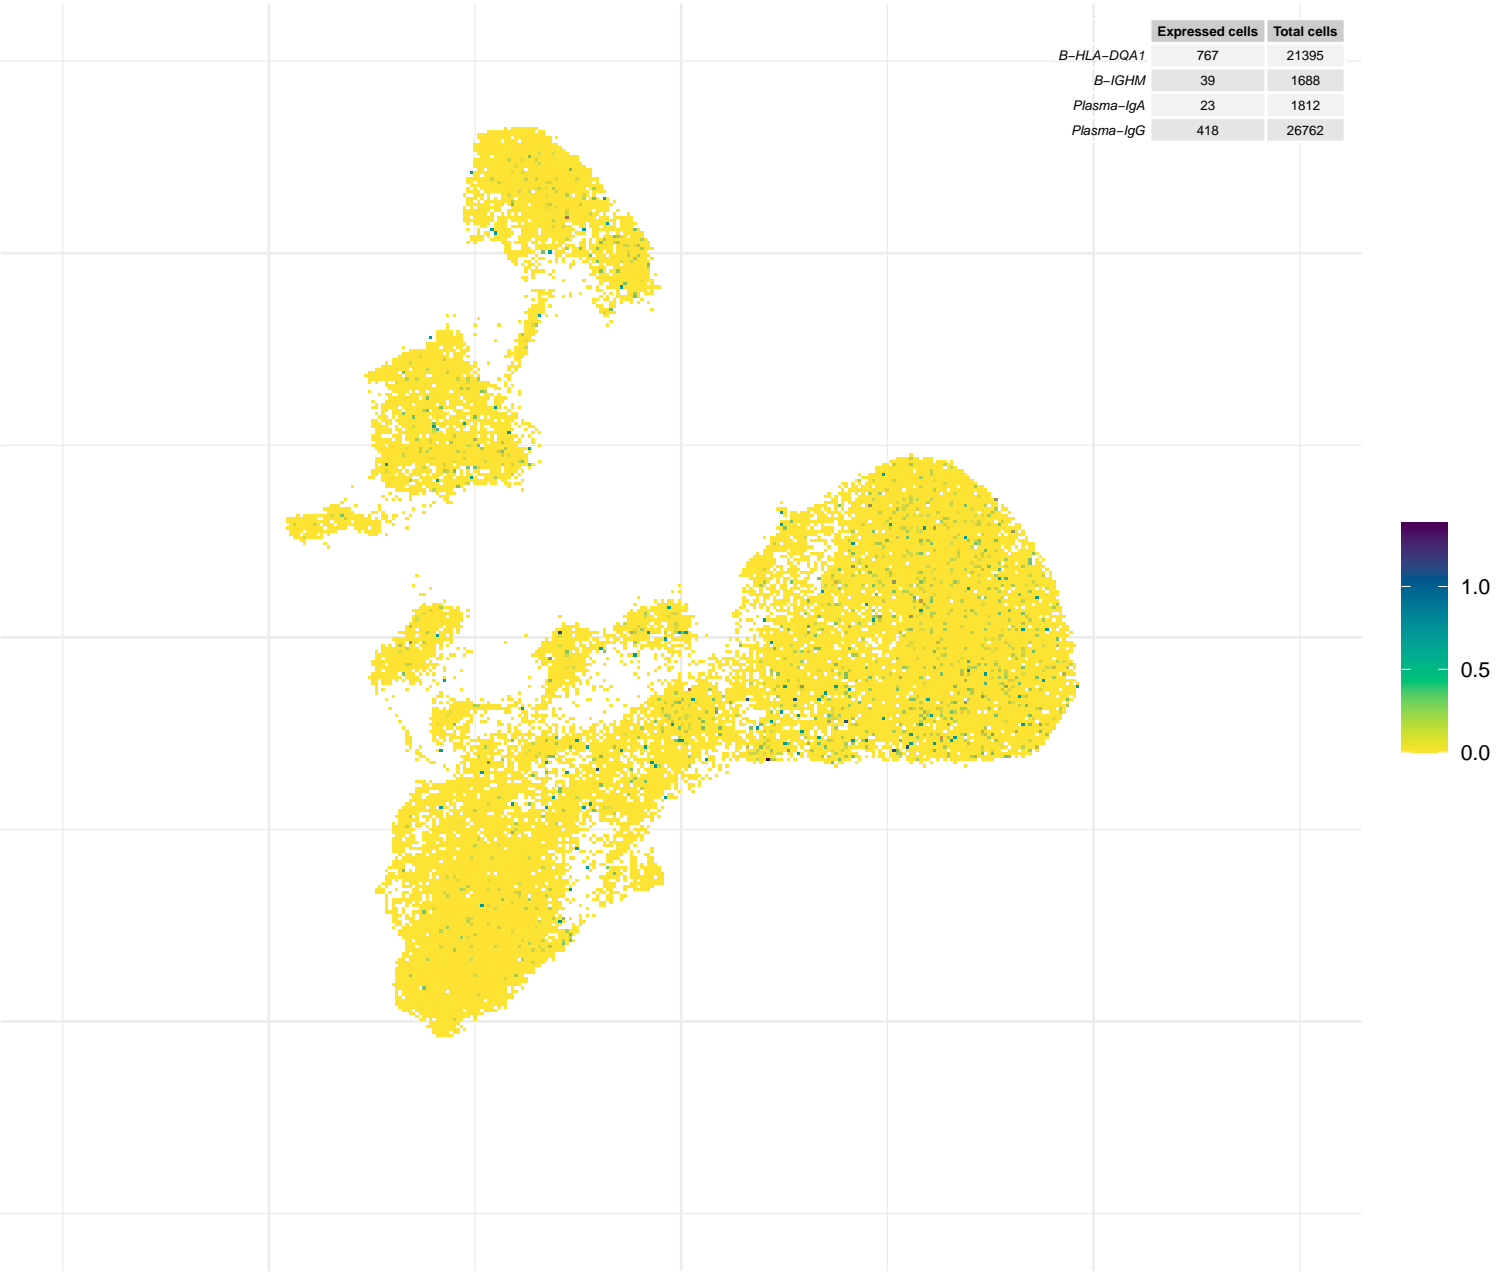 Expressed cells Total cells
B−HLA−DQA1 767 21395
B−IGHM 39 1688
Plasma−IgA 23 1812
Plasma−IgG 418 26762
1.0
0.5
0.0